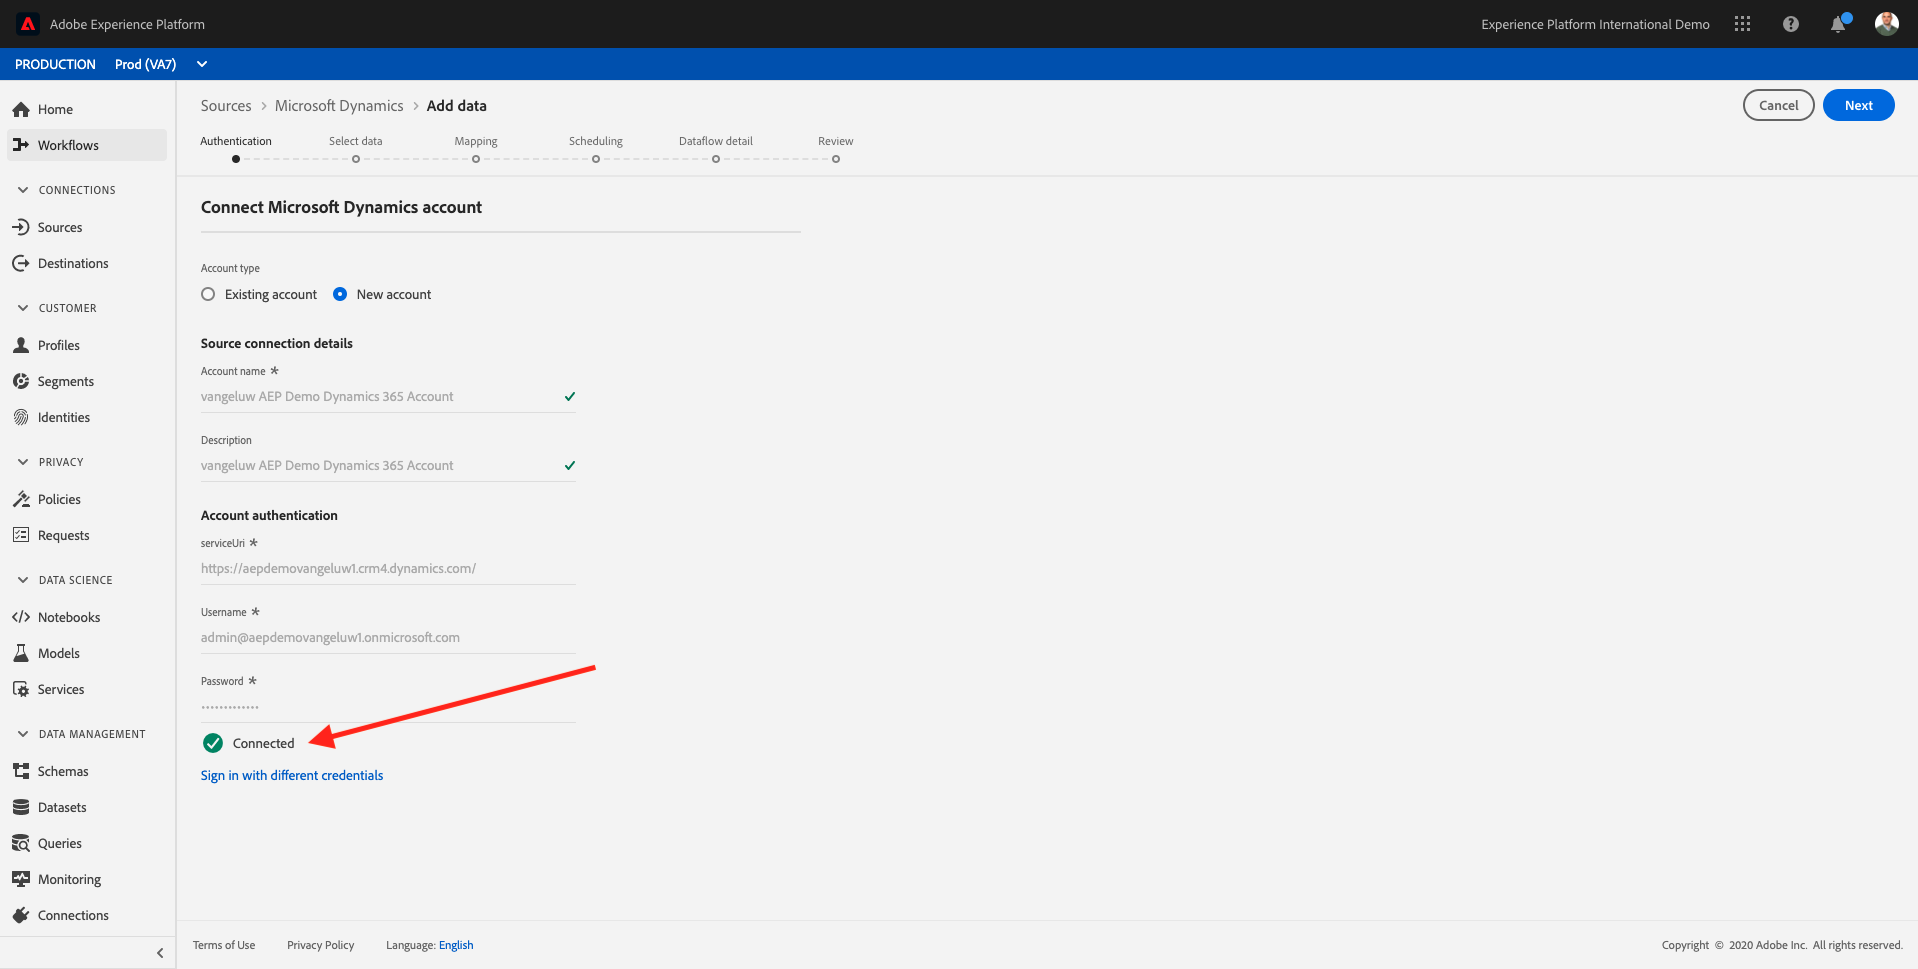 Adobe Experience Platform
Experience Platform International Demo
PRODUCTION Prod (VA7)
Home
Workflows
CONNECTIONS
Sources
Destinations
CUSTOMER
Profiles
Segments
Identities
PRIVACY
Policies
Requests
DATA SCIENCE
Notebooks
Models
Services
DATA MANAGEMENT
Schemas
Datasets
Queries
Monitoring
Connections
Sources > Microsoft Dynamics > Add data
Cancel Next
Authentication Select data Mapping Scheduling Dataflow detail Review
Connect Microsoft Dynamics account
Account type
Existing account New account
Source connection details
Account name *
vangeluw AEP Demo Dynamics 365 Account
Description
vangeluw AEP Demo Dynamics 365 Account
Account authentication
serviceUri *
https://aepdemovangeluw1.crm4.dynamics.com/
Username *
admin@aepdemovangeluw1.onmicrosoft.com
Password *
•••••••••••••
Connected
Sign in with different credentials
Terms of Use Privacy Policy Language: English
Copyright © 2020 Adobe Inc. All rights reserved.